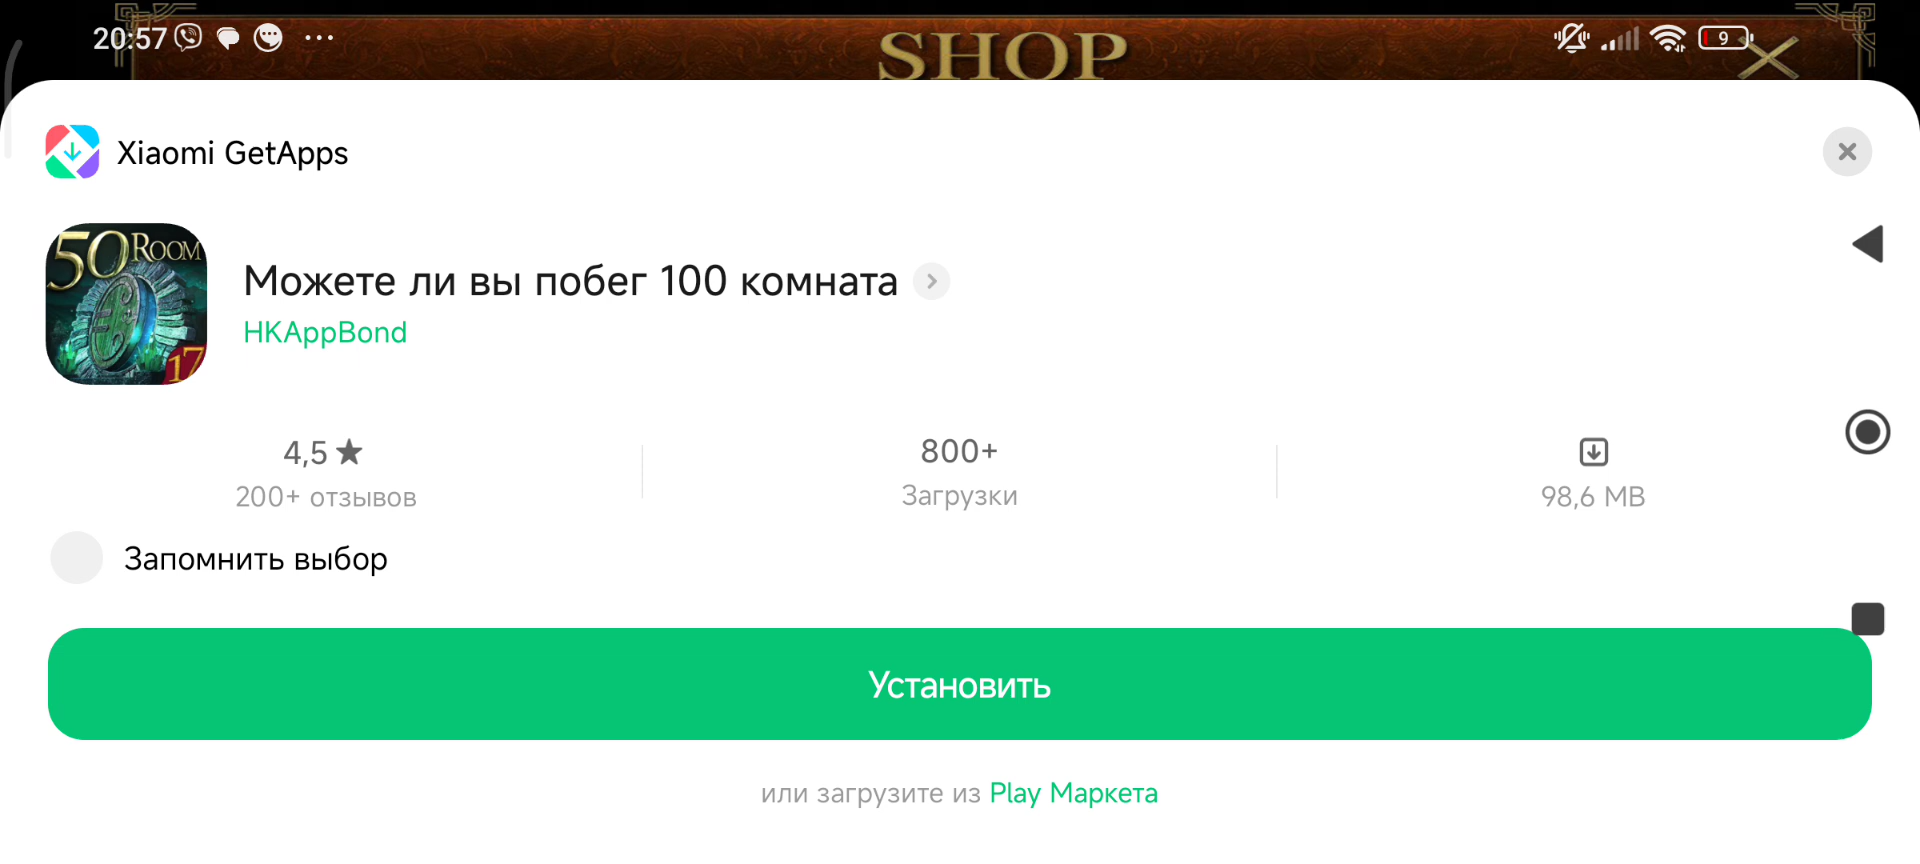 20:57
9
SHOP
Xiaomi GetApps
50 ROOM
17
Можете ли вы побег 100 комната
HKAppBond
4,5 ★
200+ отзывов
800+
Загрузки
98,6 MB
Запомнить выбор
Установить
или загрузите из Play Маркета